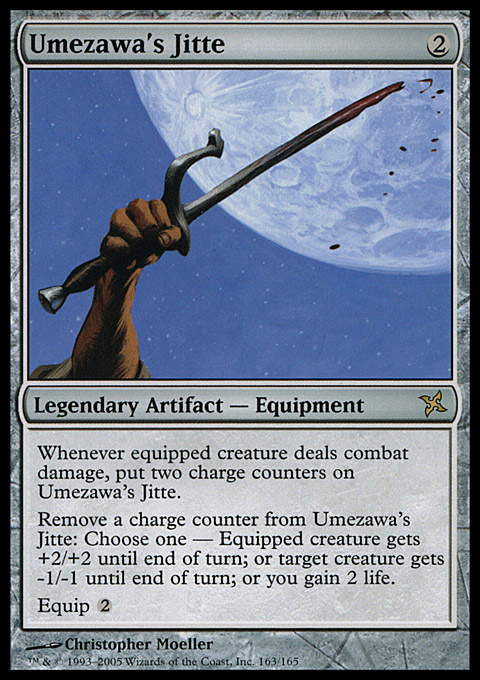 Umezawa's Jitte 2
Legendary Artifact — Equipment
Whenever equipped creature deals combat
damage, put two charge counters on
Umezawa's Jitte.
Remove a charge counter from Umezawa's
Jitte: Choose one — Equipped creature gets
+2/+2 until end of turn; or target creature gets
-1/-1 until end of turn; or you gain 2 life.
Equip 2
Christopher Moeller
™ & © 1993–2005 Wizards of the Coast, Inc. 163/165